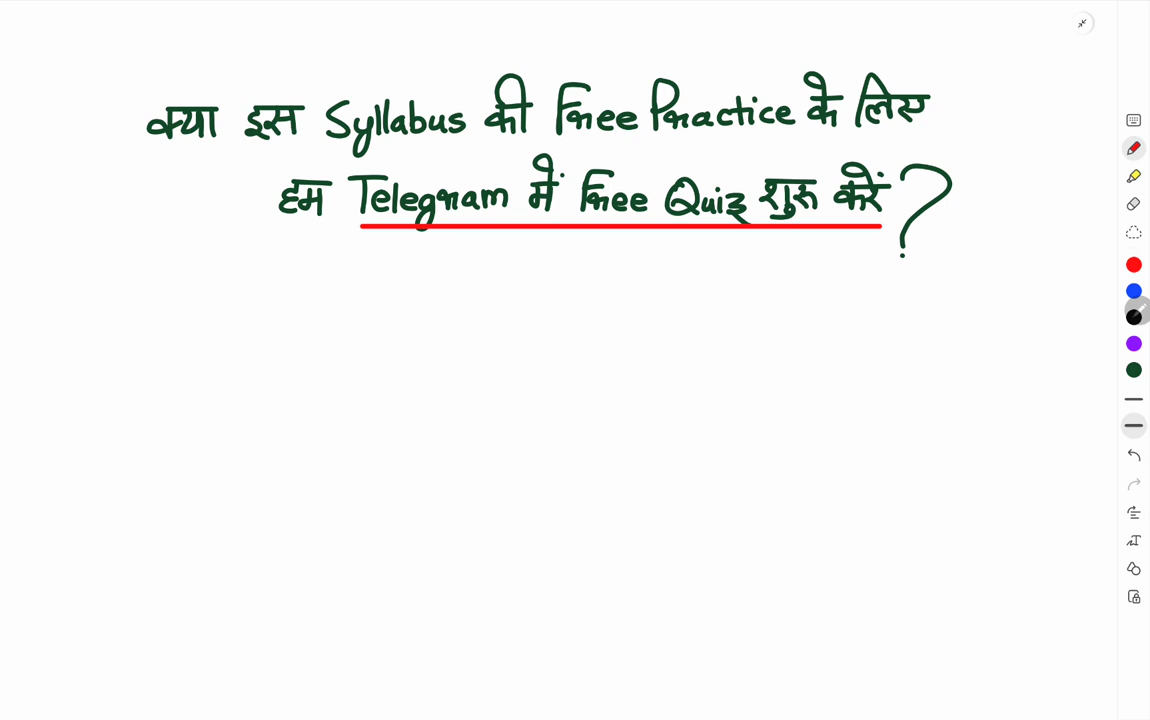 क्या इस Syllabus की Free Practice के लिए
हम Telegram में Free Quiz शुरू करें ?